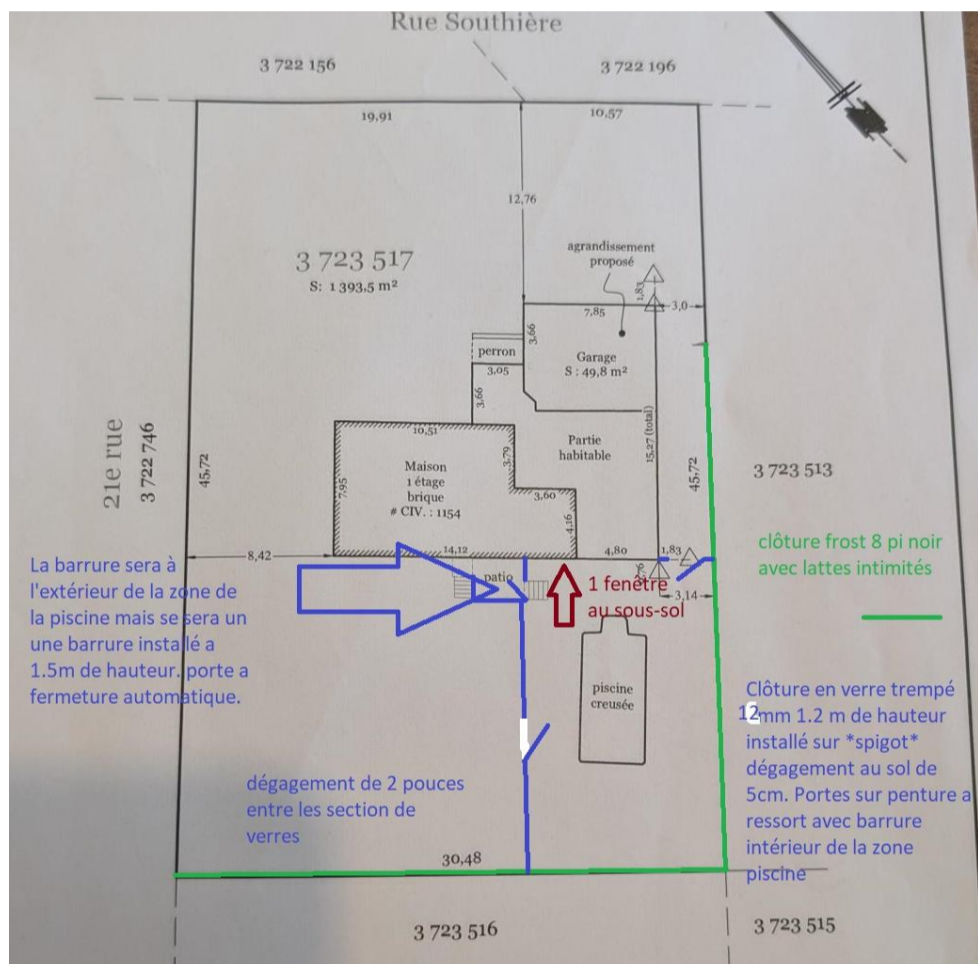 Rue Southière
3 722 156
3 722 196
19,91
10,57
12,76
agrandissement
proposé
3 723 517
S: 1 393,5 m²
1,83
3,0
7,85
3,66
perron
3,05
Garage
S : 49,8 m²
3,66
10,51
3,79
Partie
habitable
15,27 (total)
45,72
3 723 513
21e rue
3 722 746
45,72
7,95
Maison
1 étage
brique
# CIV. : 1154
3,60
4,16
8,42
14,12
4,80
1,83
clôture frost 8 pi noir
avec lattes intimités
La barrure sera à
l'extérieur de la zone de
la piscine mais se sera un
une barrure installé a
1.5m de hauteur. porte a
fermeture automatique.
patio
1 fenêtre
au sous-sol
3,14
piscine
creusée
Clôture en verre trempé
12mm 1.2 m de hauteur
installé sur *spigot*
dégagement au sol de
5cm. Portes sur penture a
ressort avec barrure
intérieur de la zone
piscine
dégagement de 2 pouces
entre les section de
verres
30,48
3 723 516
3 723 515